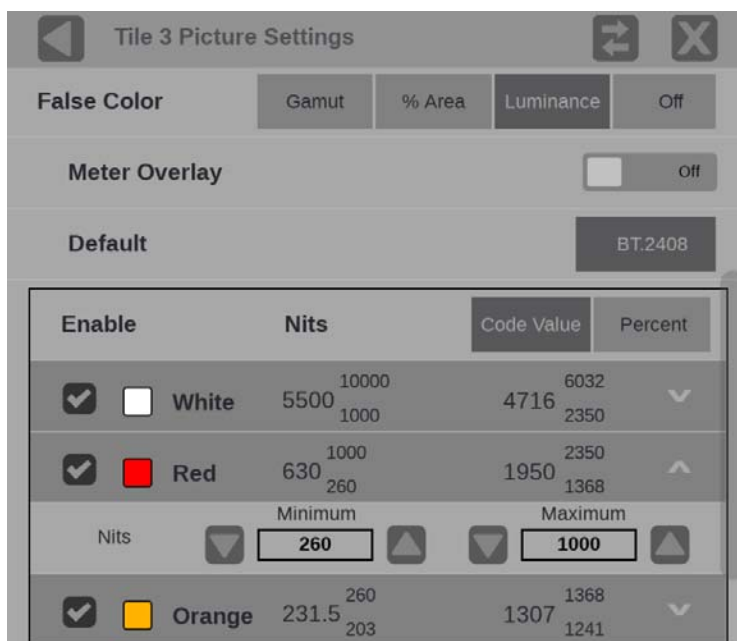 Tile 3 Picture Settings
False Color Gamut % Area Luminance Off
Meter Overlay Off
Default BT.2408
Enable Nits Code Value Percent
White 5500 10000 1000 4716 6032 2350
Red 630 1000 260 1950 2350 1368
Minimum Maximum
Nits 260 1000
Orange 231.5 260 203 1307 1368 1241